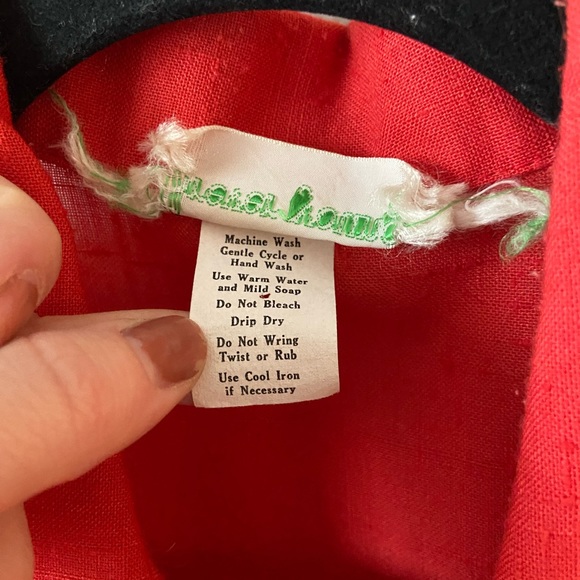 Machine Wash
Gentle Cycle or
Hand Wash
Use Warm Water
and Mild Soap
Do Not Bleach
Drip Dry
Do Not Wring
Twist or Rub
Use Cool Iron
if Necessary